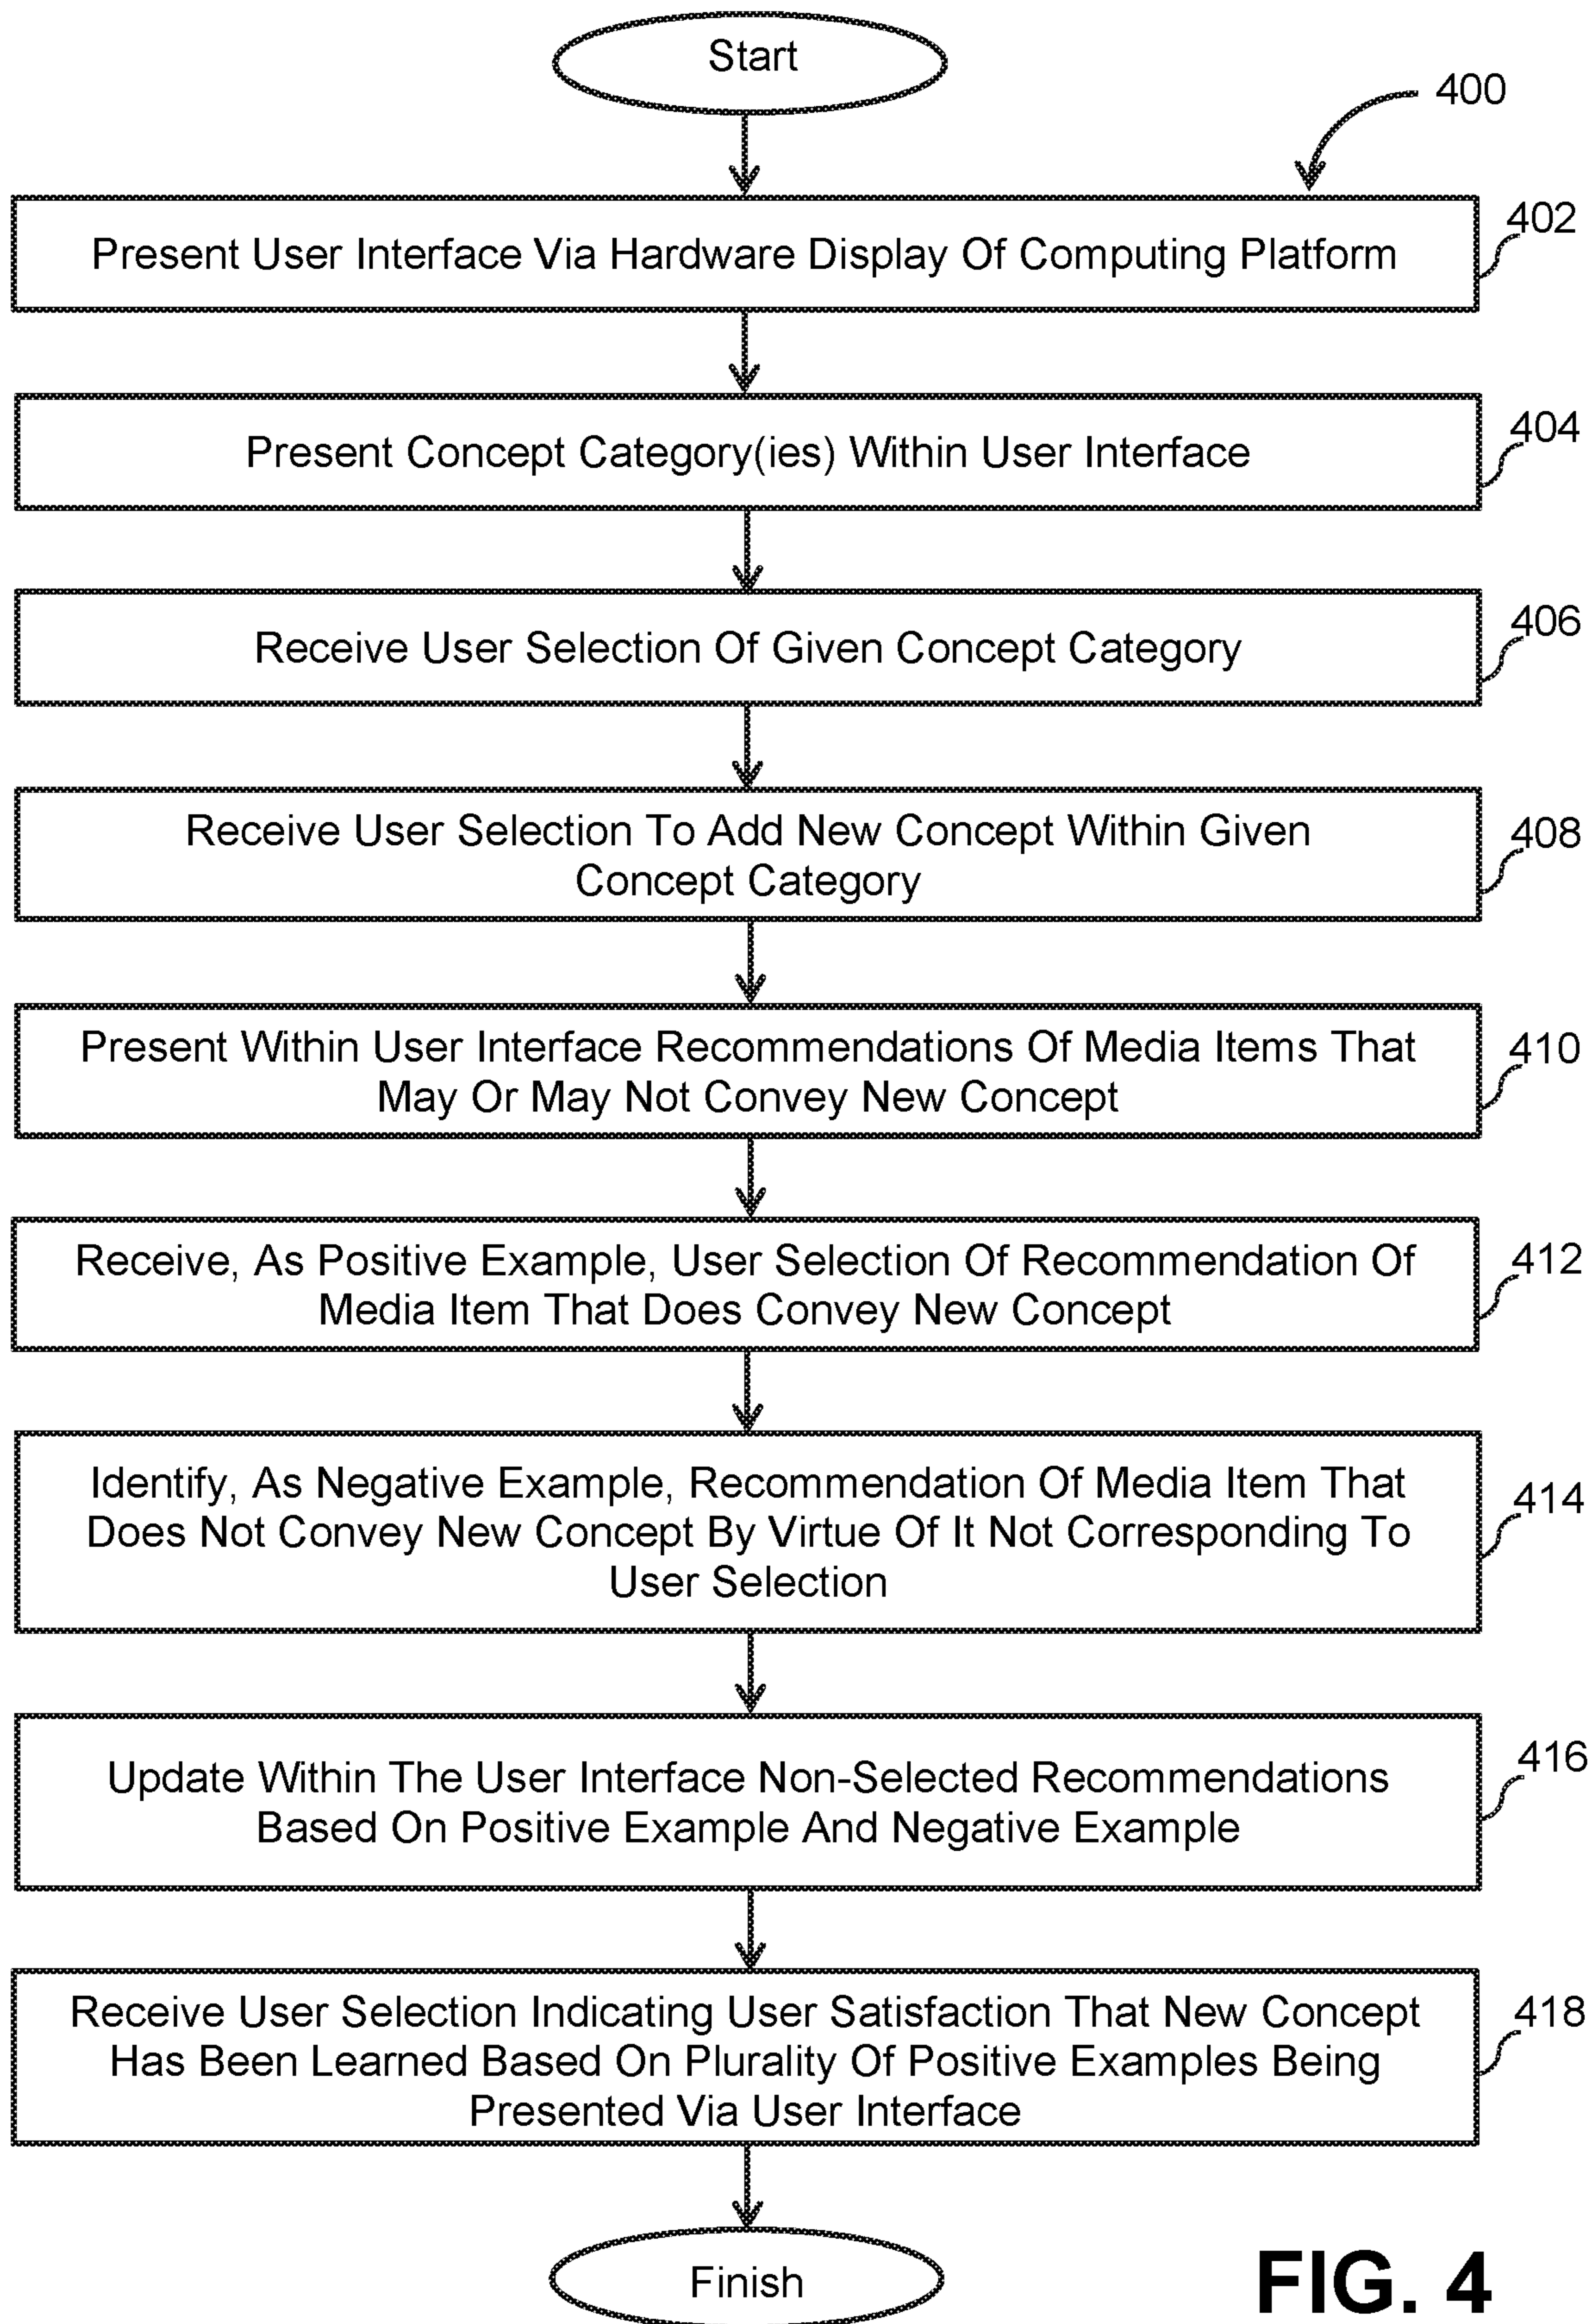 Start
400
Present User Interface Via Hardware Display Of Computing Platform
402
Present Concept Category(ies) Within User Interface
404
Receive User Selection Of Given Concept Category
406
Receive User Selection To Add New Concept Within Given
Concept Category
408
Present Within User Interface Recommendations Of Media Items That
May Or May Not Convey New Concept
410
Receive, As Positive Example, User Selection Of Recommendation Of
Media Item That Does Convey New Concept
412
Identify, As Negative Example, Recommendation Of Media Item That
Does Not Convey New Concept By Virtue Of It Not Corresponding To
User Selection
414
Update Within The User Interface Non-Selected Recommendations
Based On Positive Example And Negative Example
416
Receive User Selection Indicating User Satisfaction That New Concept
Has Been Learned Based On Plurality Of Positive Examples Being
Presented Via User Interface
418
Finish
FIG. 4